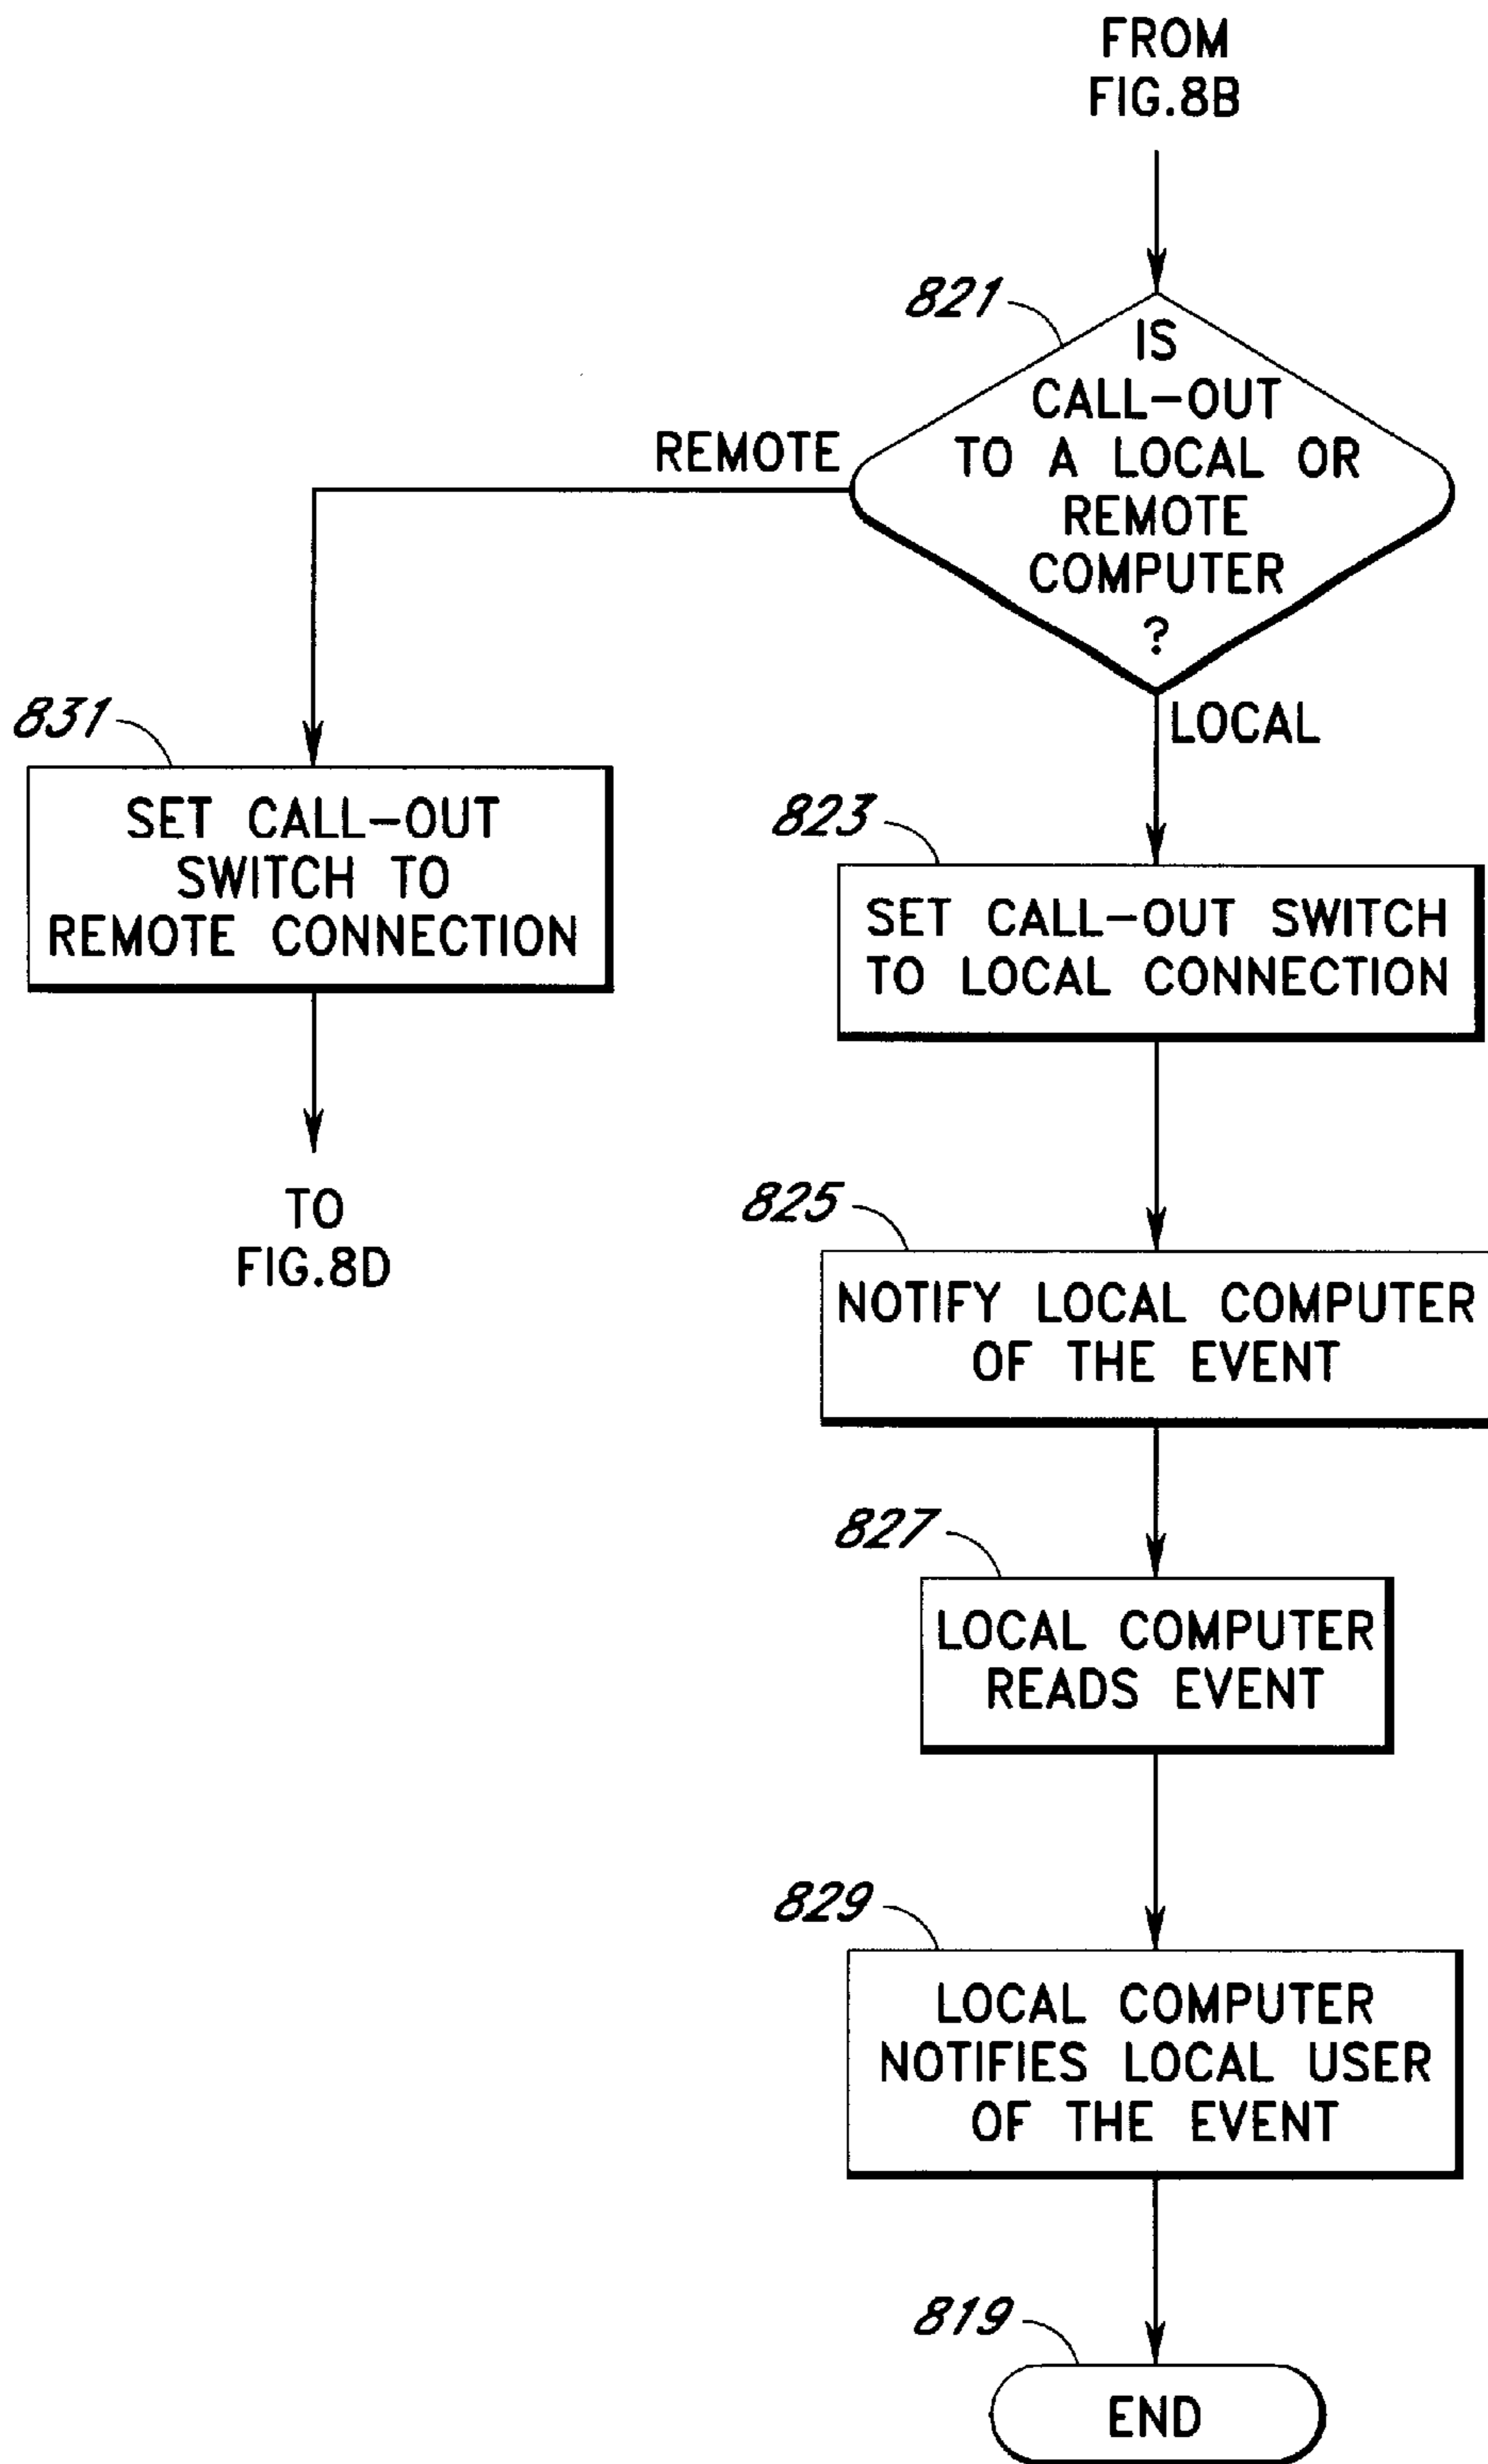 FROM
FIG.8B
821
IS
CALL-OUT
TO A LOCAL OR
REMOTE
COMPUTER
?
REMOTE
LOCAL
831
SET CALL-OUT
SWITCH TO
REMOTE CONNECTION
TO
FIG.8D
823
SET CALL-OUT SWITCH
TO LOCAL CONNECTION
825
NOTIFY LOCAL COMPUTER
OF THE EVENT
827
LOCAL COMPUTER
READS EVENT
829
LOCAL COMPUTER
NOTIFIES LOCAL USER
OF THE EVENT
819
END